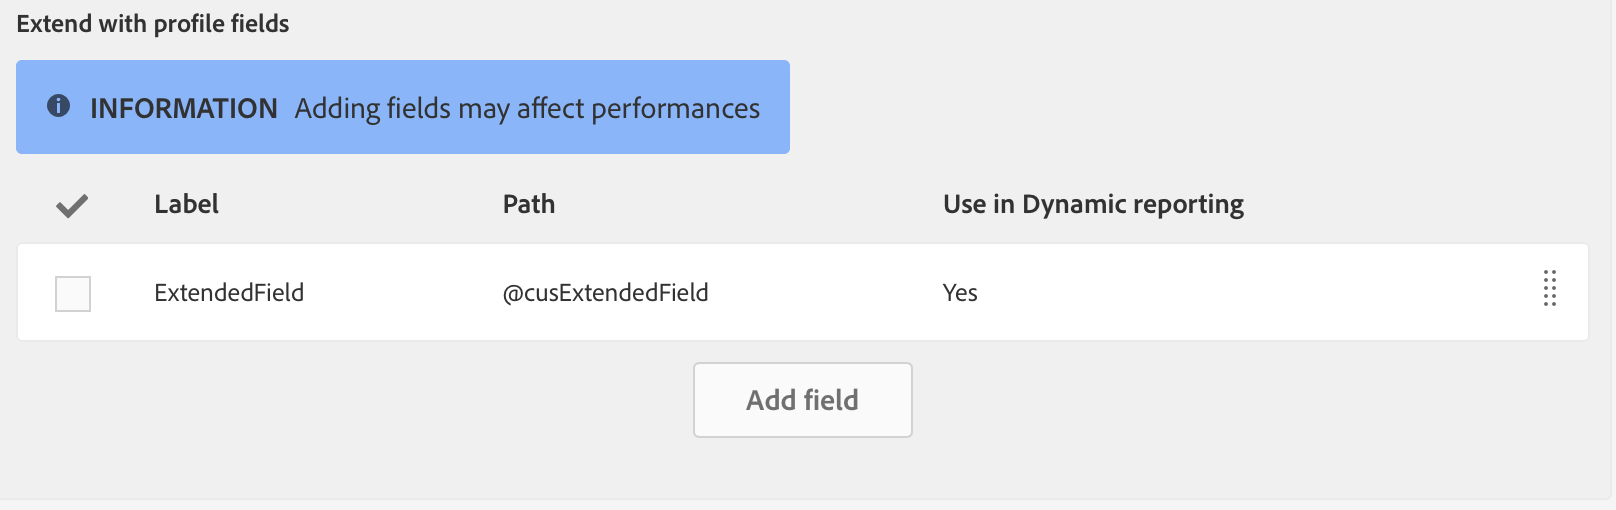 Extend with profile fields
INFORMATION Adding fields may affect performances
Label Path Use in Dynamic reporting
ExtendedField @cusExtendedField Yes
Add field